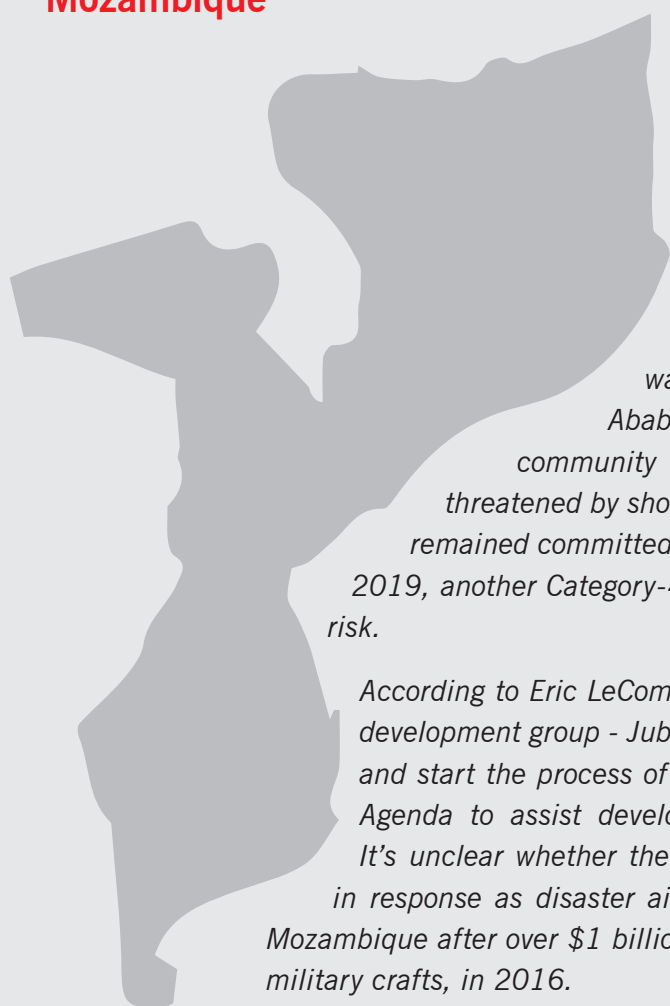 Mozambique
wa
Abab
community
threatened by sho
remained committed
2019, another Category-4
risk.
According to Eric LeCom
development group - Jub
and start the process of
Agenda to assist develo
It’s unclear whether the
in response as disaster ai
Mozambique after over $1 billio
military crafts, in 2016.